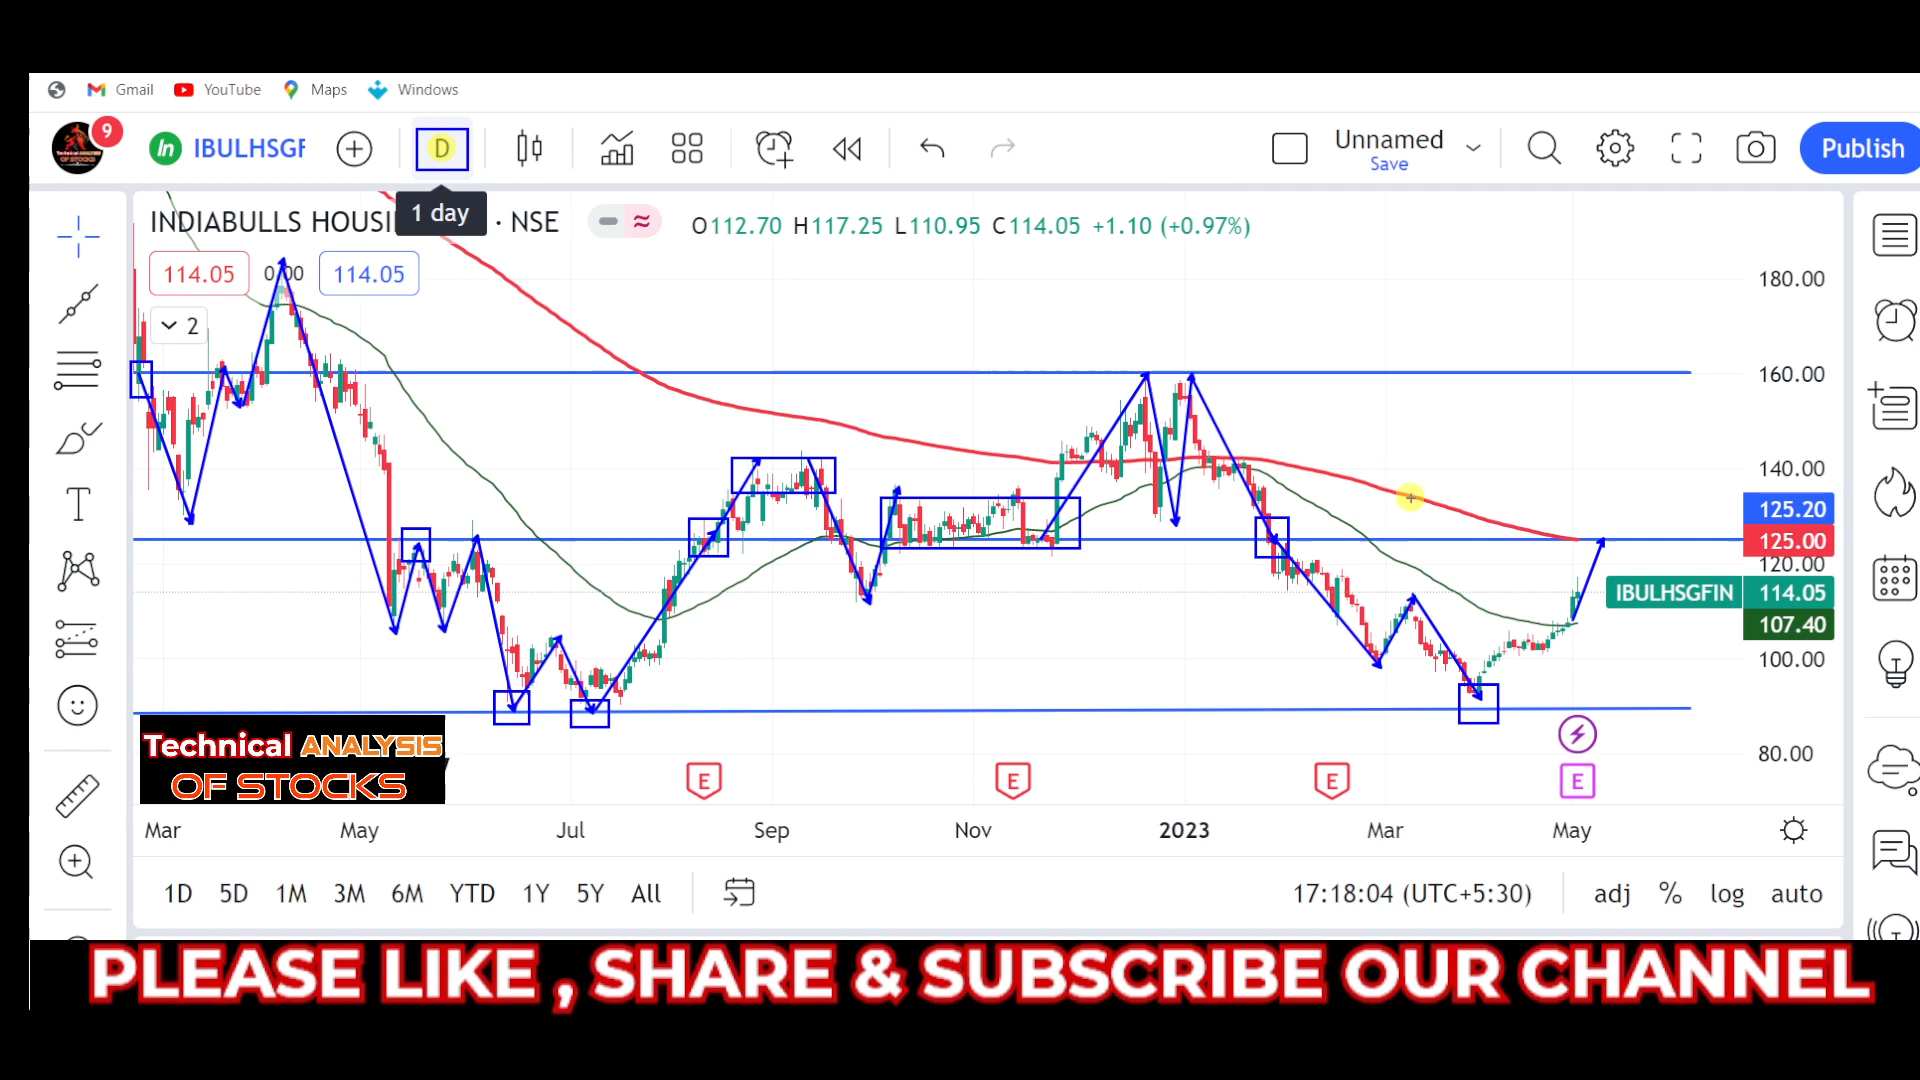 Gmail YouTube Maps Windows
9 In IBULHSGF D Unnamed Save Publish
1 day
INDIABULLS HOUSI · NSE O112.70 H117.25 L110.95 C114.05 +1.10 (+0.97%)
114.05 0.00 114.05
2
180.00
160.00
140.00
125.20
125.00
120.00
IBULHSGFIN 114.05
107.40
100.00
80.00
Technical ANALYSIS
OF STOCKS
E E E E
Mar May Jul Sep Nov 2023 Mar May
1D 5D 1M 3M 6M YTD 1Y 5Y All 17:18:04 (UTC+5:30) adj % log auto
PLEASE LIKE , SHARE & SUBSCRIBE OUR CHANNEL